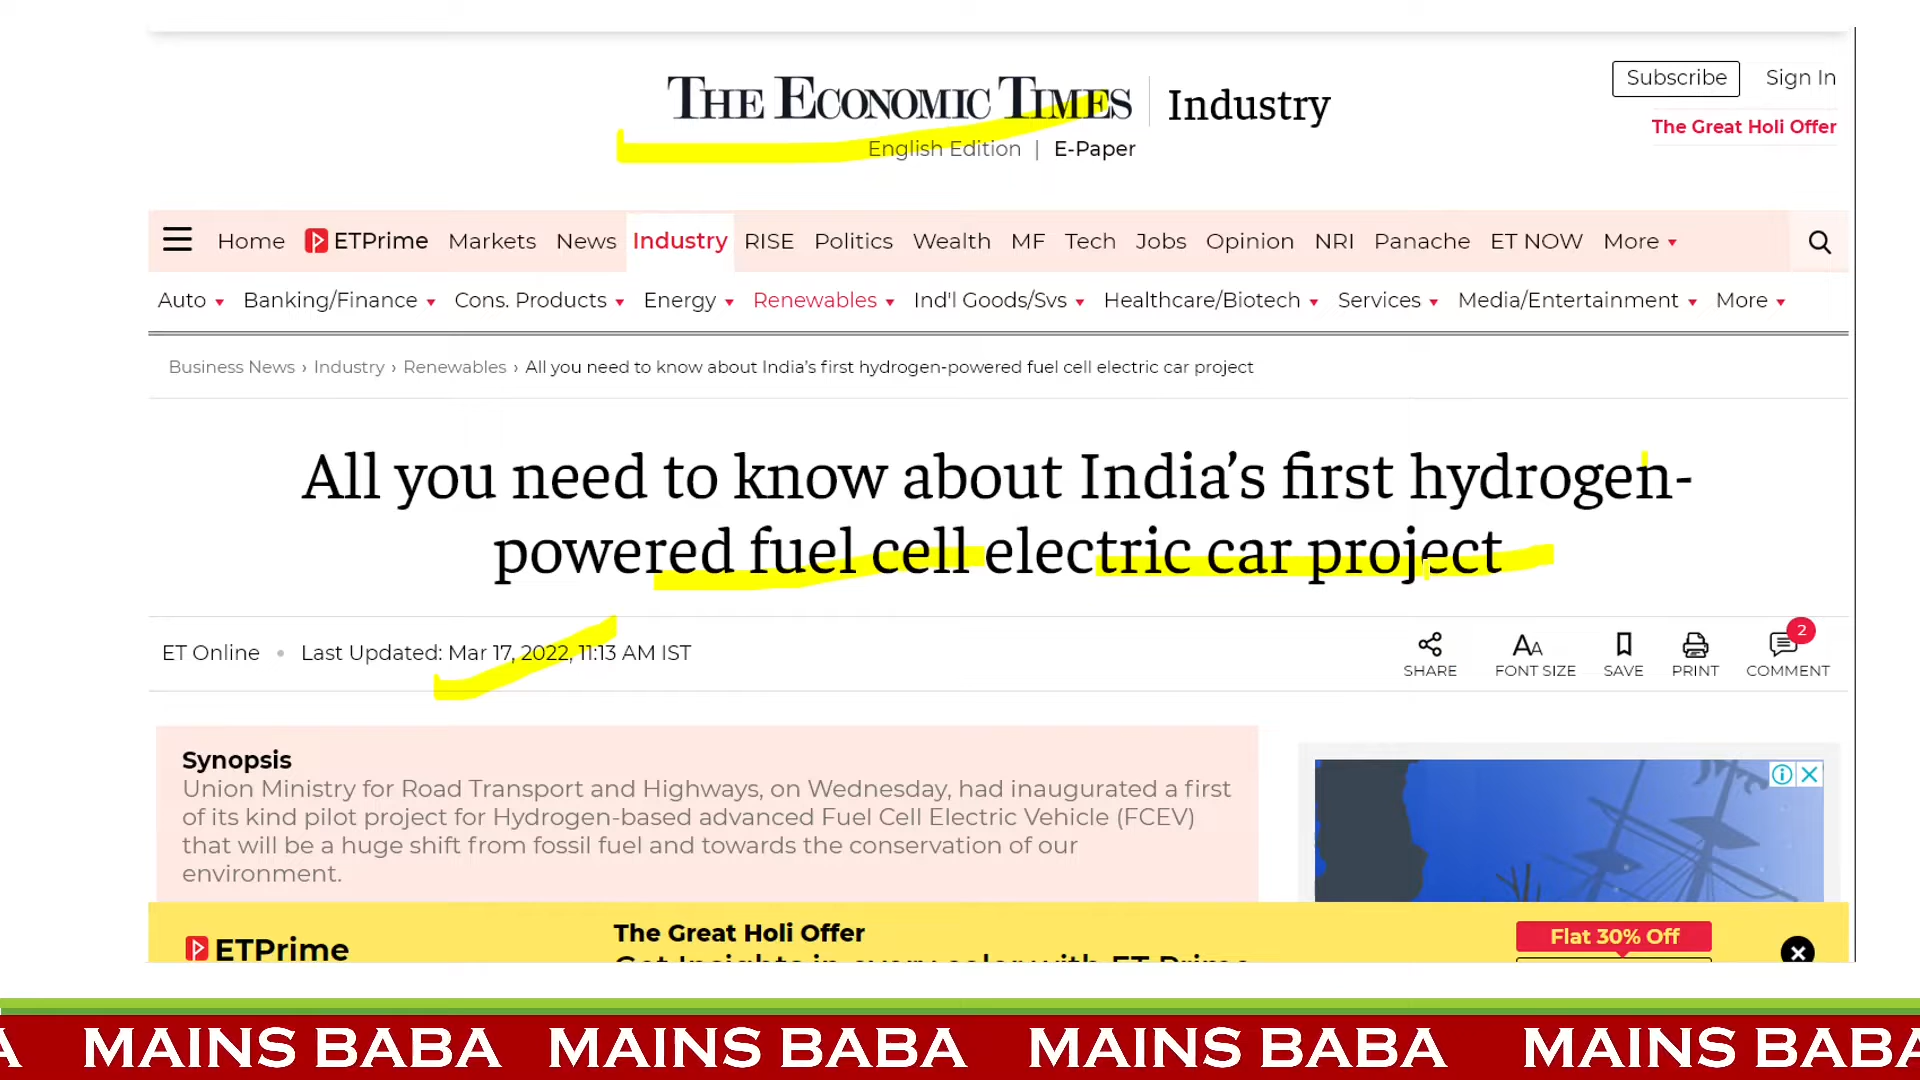 THE ECONOMIC TIMES Industry
Subscribe Sign In
The Great Holi Offer
English Edition | E-Paper
Home ETPrime Markets News Industry RISE Politics Wealth MF Tech Jobs Opinion NRI Panache ET NOW More
Auto Banking/Finance Cons. Products Energy Renewables Ind'l Goods/Svs Healthcare/Biotech Services Media/Entertainment More
Business News › Industry › Renewables › All you need to know about India's first hydrogen-powered fuel cell electric car project
All you need to know about India's first hydrogen-
powered fuel cell electric car project
ET Online • Last Updated: Mar 17, 2022, 11:13 AM IST
2
SHARE FONT SIZE SAVE PRINT COMMENT
Synopsis
Union Ministry for Road Transport and Highways, on Wednesday, had inaugurated a first
of its kind pilot project for Hydrogen-based advanced Fuel Cell Electric Vehicle (FCEV)
that will be a huge shift from fossil fuel and towards the conservation of our
environment.
ETPrime
The Great Holi Offer
Get Insights in every color with ET Prime
Flat 30% Off
MAINS BABA MAINS BABA MAINS BABA MAINS BABA